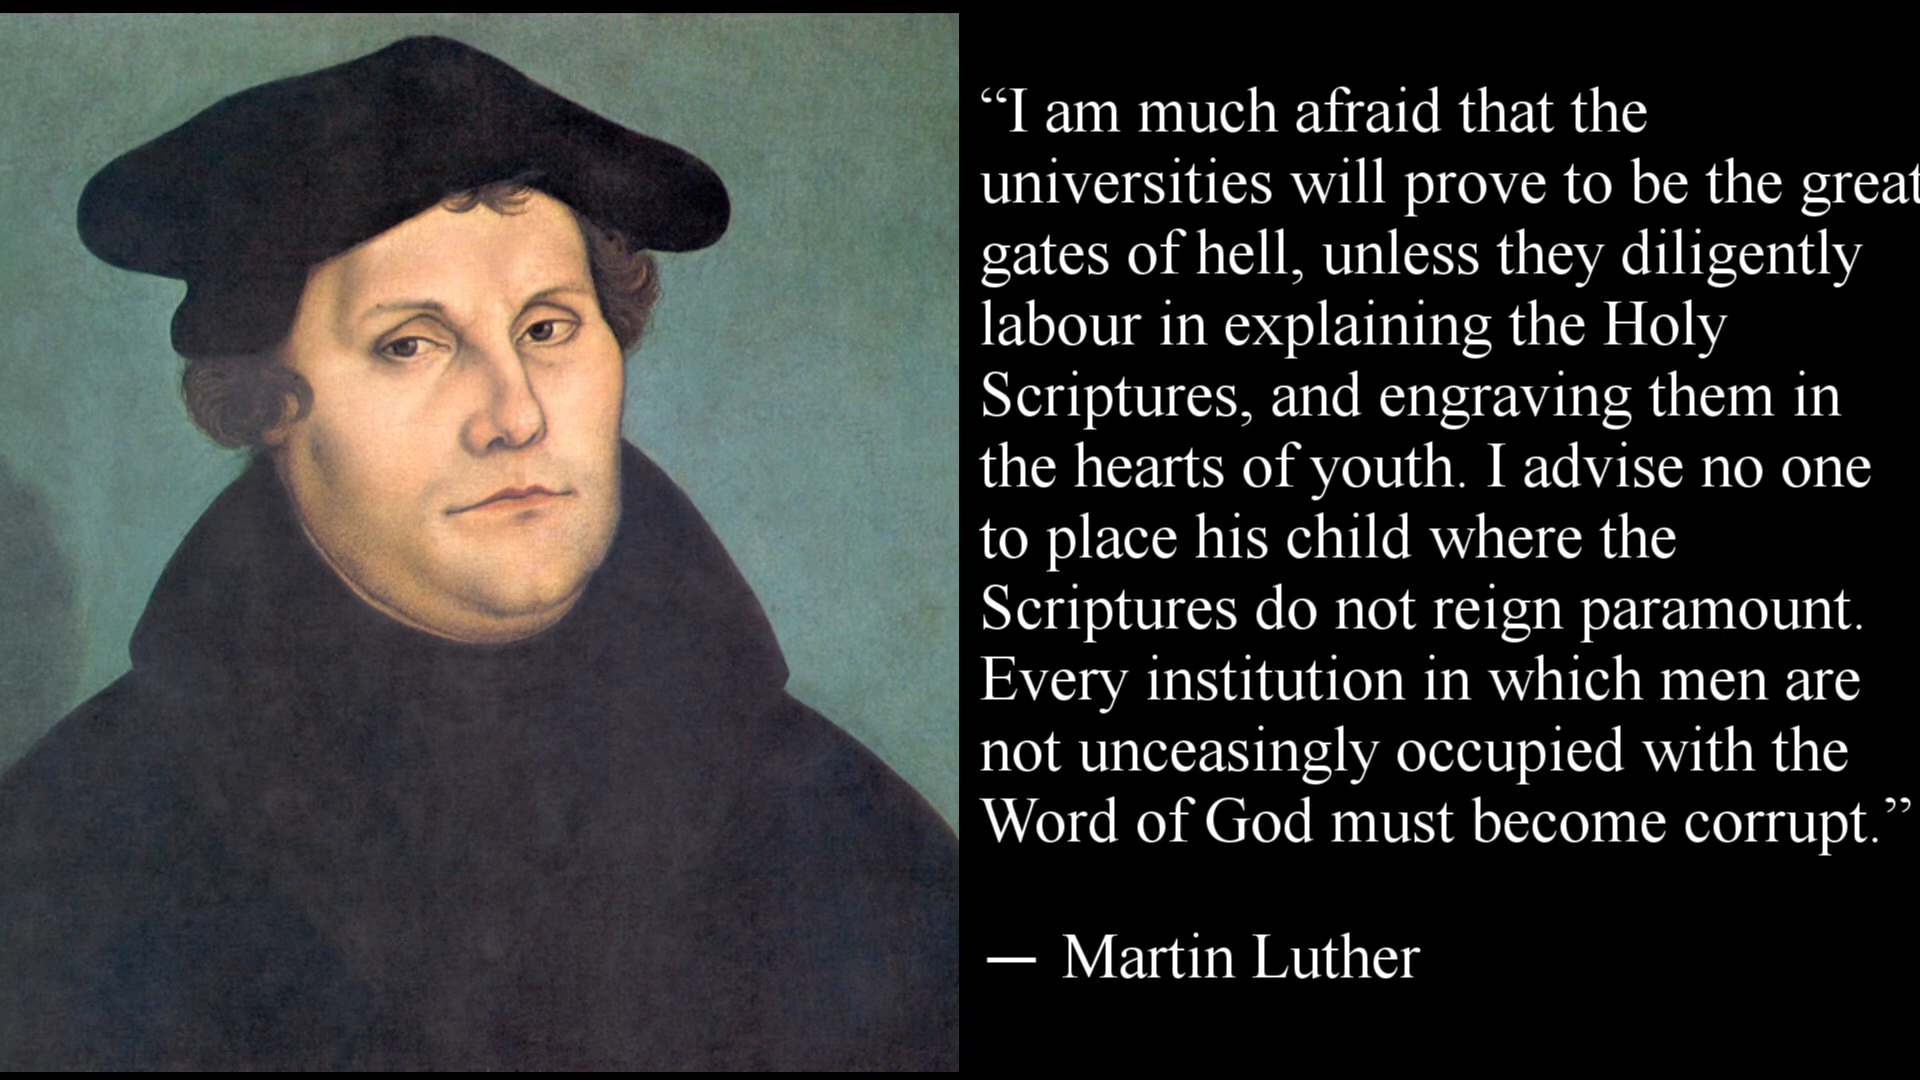 “I am much afraid that the
universities will prove to be the great
gates of hell, unless they diligently
labour in explaining the Holy
Scriptures, and engraving them in
the hearts of youth. I advise no one
to place his child where the
Scriptures do not reign paramount.
Every institution in which men are
not unceasingly occupied with the
Word of God must become corrupt.”
— Martin Luther